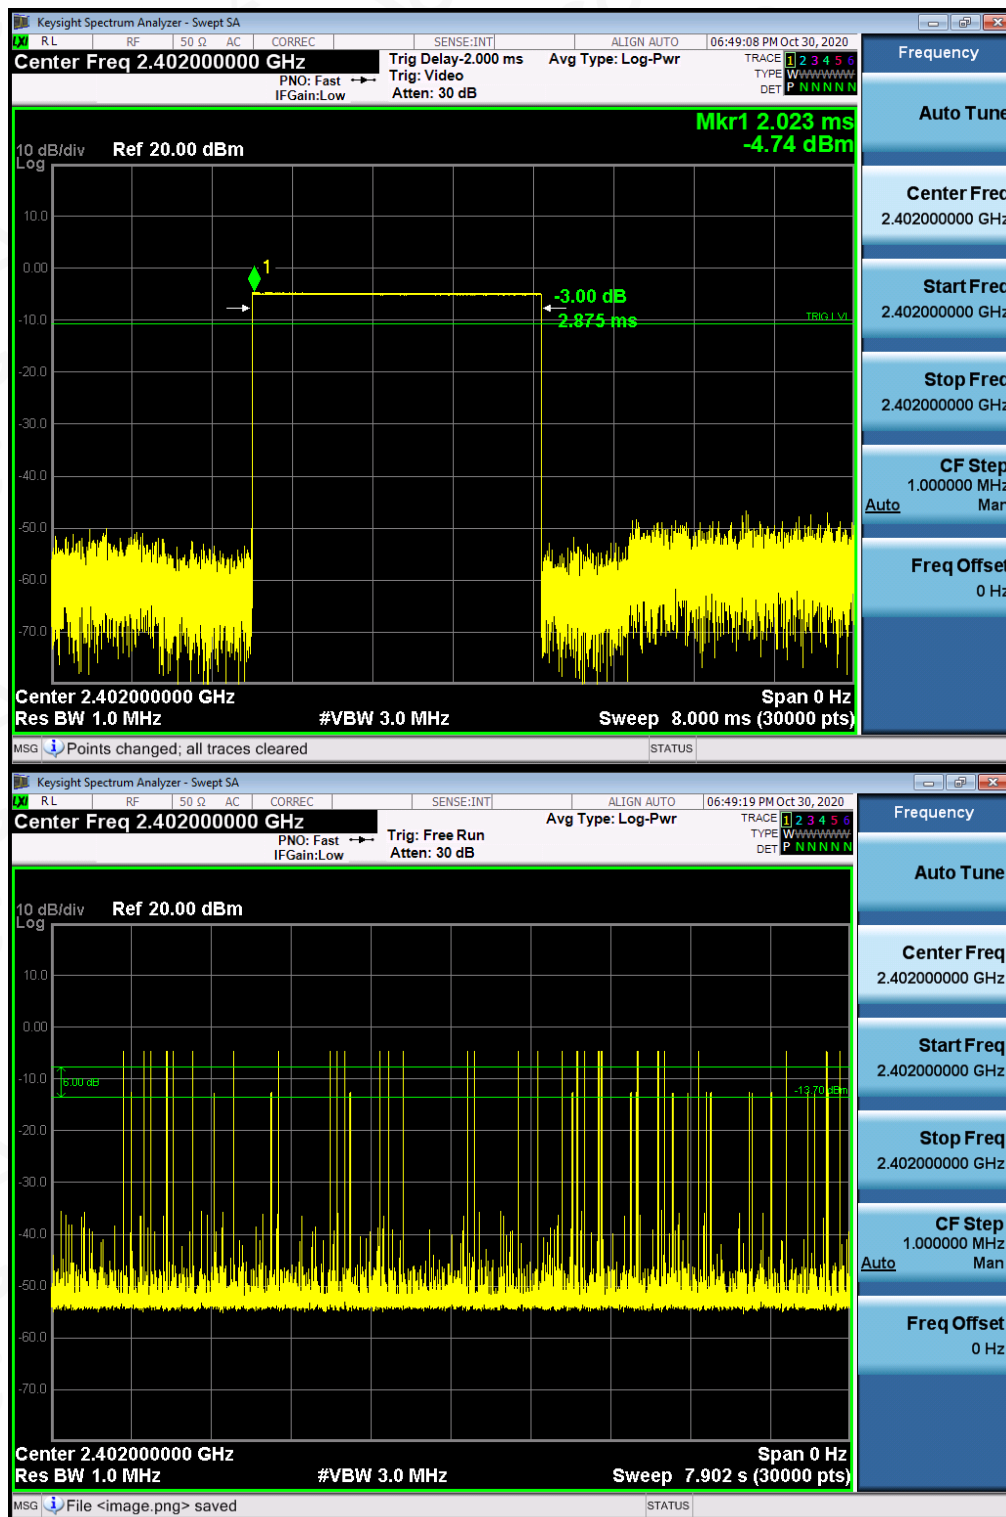 Keysight Spectrum Analyzer - Swept SA
LXI RL RF 50 Ω AC CORREC SENSE:INT ALIGN AUTO 06:49:08 PM Oct 30, 2020
Center Freq 2.402000000 GHz
PNO: Fast
IFGain:Low
Trig Delay-2.000 ms
Trig: Video
Atten: 30 dB
Avg Type: Log-Pwr
TRACE 1 2 3 4 5 6
TYPE WWWWWW
DET P N N N N N
Frequency
Auto Tune
Center Freq
2.402000000 GHz
Start Freq
2.402000000 GHz
Stop Freq
2.402000000 GHz
CF Step
1.000000 MHz
Auto Man
Freq Offset
0 Hz
Mkr1 2.023 ms
-4.74 dBm
10 dB/div Ref 20.00 dBm
Log
10.0
0.00
-10.0
-20.0
-30.0
-40.0
-50.0
-60.0
-70.0
1
-3.00 dB
2.875 ms
TRIG LVL
Center 2.402000000 GHz Span 0 Hz
Res BW 1.0 MHz #VBW 3.0 MHz Sweep 8.000 ms (30000 pts)
MSG Points changed; all traces cleared STATUS
Keysight Spectrum Analyzer - Swept SA
LXI RL RF 50 Ω AC CORREC SENSE:INT ALIGN AUTO 06:49:19 PM Oct 30, 2020
Center Freq 2.402000000 GHz
PNO: Fast
IFGain:Low
Trig: Free Run
Atten: 30 dB
Avg Type: Log-Pwr
TRACE 1 2 3 4 5 6
TYPE WWWWWW
DET P N N N N N
Frequency
Auto Tune
Center Freq
2.402000000 GHz
Start Freq
2.402000000 GHz
Stop Freq
2.402000000 GHz
CF Step
1.000000 MHz
Auto Man
Freq Offset
0 Hz
10 dB/div Ref 20.00 dBm
Log
10.0
0.00
-10.0
-20.0
-30.0
-40.0
-50.0
-60.0
-70.0
6.00 dB
-13.70 dBm
Center 2.402000000 GHz Span 0 Hz
Res BW 1.0 MHz #VBW 3.0 MHz Sweep 7.902 s (30000 pts)
MSG File <image.png> saved STATUS